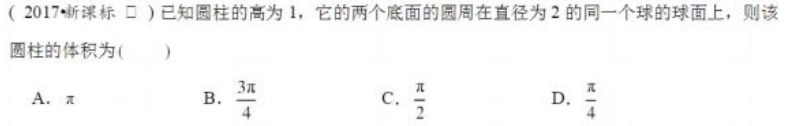 ( 2017•新课标 □ ) 已知圆柱的高为 1，它的两个底面的圆周在直径为 2 的同一个球的球面上，则该
圆柱的体积为(    )
A．π    B．3π/4    C．π/2    D．π/4